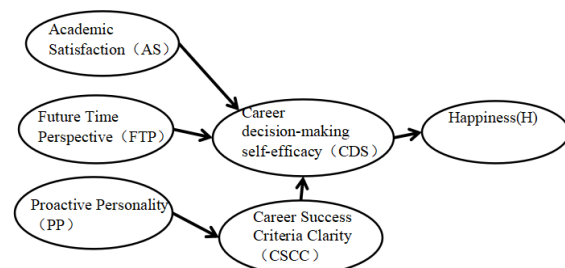 Academic
Satisfaction（AS）
Future Time
Perspective（FTP）
Proactive Personality
（PP）
Career
decision-making
self-efficacy（CDS）
Career Success
Criteria Clarity
（CSCC）
Happiness(H)